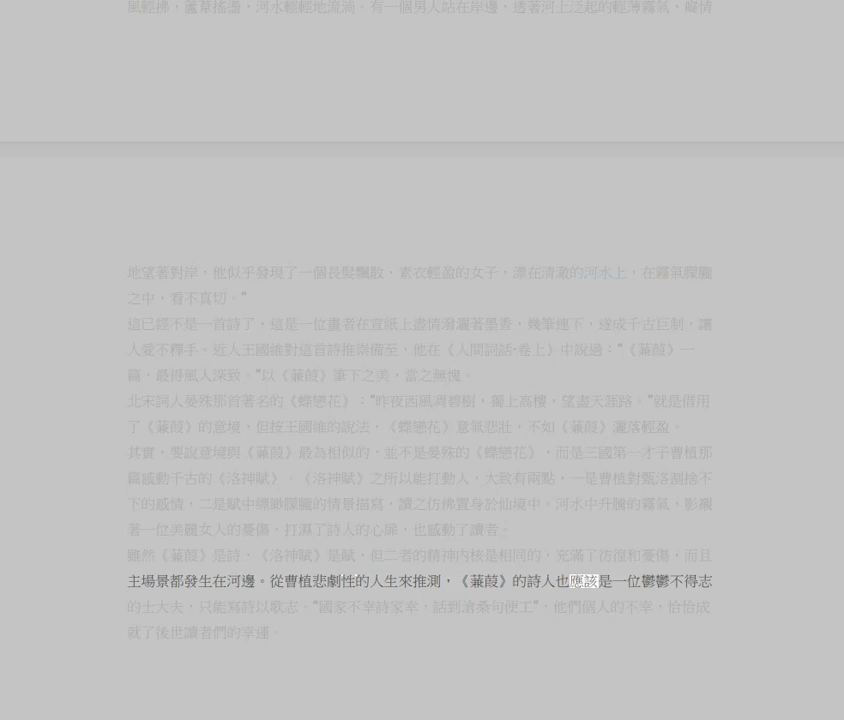 風輕拂，蘆葦搖盪，河水輕輕地流淌。有一個男人站在岸邊，透著河上泛起的輕薄霧氣，癡情
地望著對岸，他似乎發現了一個長髮飄散、素衣輕盈的女子，漂在清澈的河水上，在霧氣朦朧
之中，看不真切。"
這已經不是一首詩了，這是一位畫者在宣紙上盡情潑灑著墨香，幾筆連下，遂成千古巨制，讓
人愛不釋手。近人王國維對這首詩推崇備至，他在《人間詞話·卷上》中說過："《蒹葭》一
篇，最得風人深致。"以《蒹葭》筆下之美，當之無愧。
北宋詞人晏殊那首著名的《蝶戀花》："昨夜西風凋碧樹，獨上高樓，望盡天涯路。"就是借用
了《蒹葭》的意境，但按王國維的說法，《蝶戀花》意氣悲壯，不如《蒹葭》灑落輕盈。
其實，要說意境與《蒹葭》最為相似的，並不是晏殊的《蝶戀花》，而是三國第一才子曹植那
篇感動千古的《洛神賦》。《洛神賦》之所以能打動人，大致有兩點，一是曹植對甄洛割捨不
下的感情，二是賦中縹緲朦朧的情景描寫，讀之仿佛置身於仙境中。河水中升騰的霧氣，影襯
著一位美麗女人的憂傷，打濕了詩人的心扉，也感動了讀者。
雖然《蒹葭》是詩，《洛神賦》是賦，但二者的精神內核是相同的，充滿了彷徨和憂傷，而且
主場景都發生在河邊。從曹植悲劇性的人生來推測，《蒹葭》的詩人也應該是一位鬱鬱不得志
的士大夫，只能寫詩以歌志。"國家不幸詩家幸，話到滄桑句便工"，他們個人的不幸，恰恰成
就了後世讀者們的幸運。